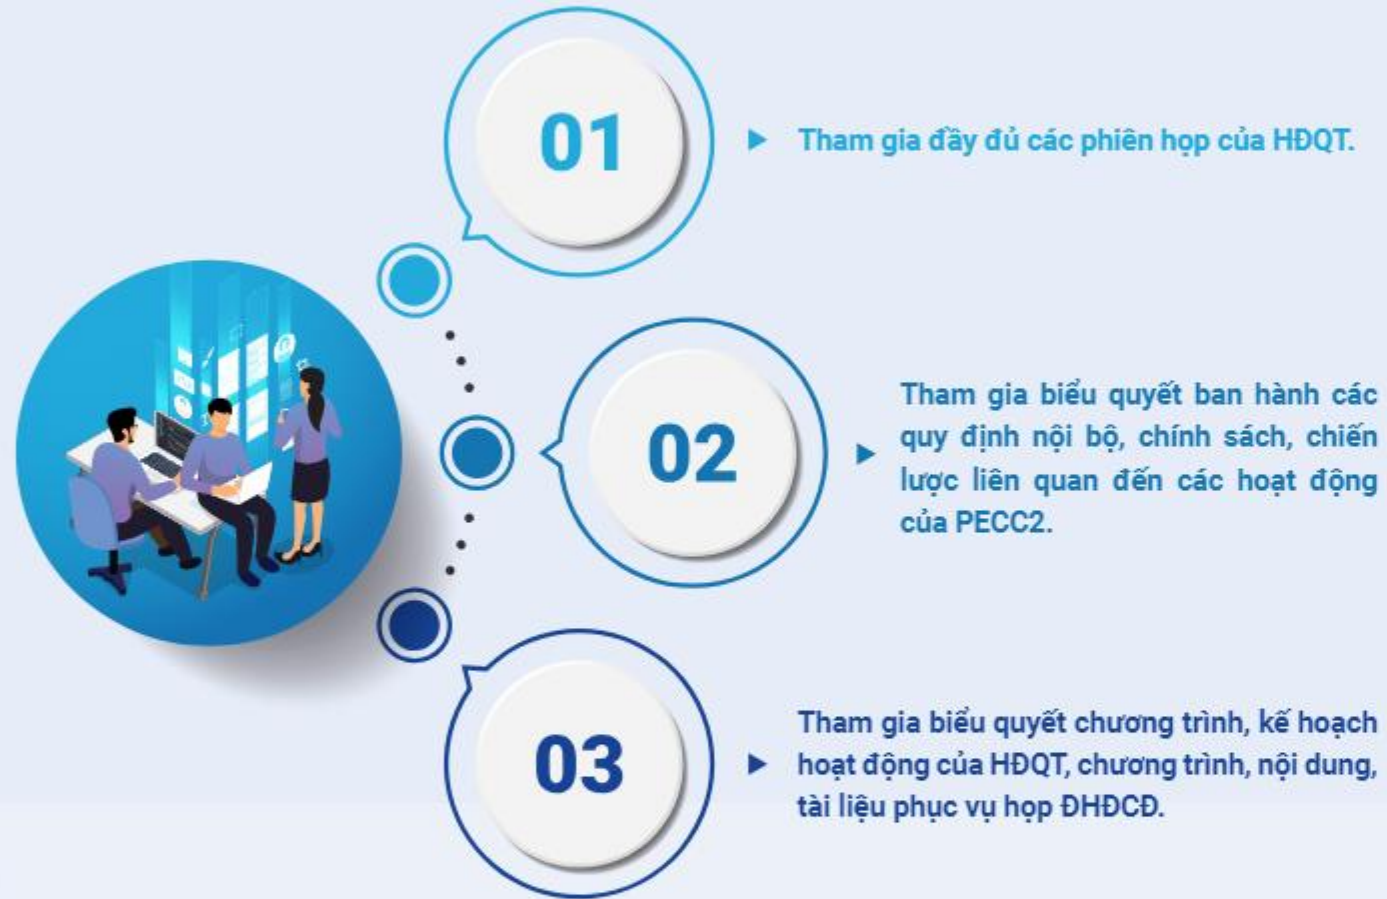 01
Tham gia đầy đủ các phiên họp của HĐQT.
02
Tham gia biểu quyết ban hành các
quy định nội bộ, chính sách, chiến
lược liên quan đến các hoạt động
của PECC2.
03
Tham gia biểu quyết chương trình, kế hoạch
hoạt động của HĐQT, chương trình, nội dung,
tài liệu phục vụ họp ĐHĐCĐ.